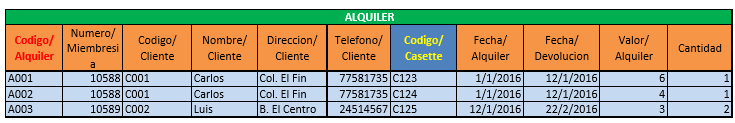 ALQUILER
Codigo/ Alquiler Numero/ Membresia Codigo/ Cliente Nombre/ Cliente Direccion/ Cliente Telefono/ Cliente Codigo/ Casette Fecha/ Alquiler Fecha/ Devolucion Valor/ Alquiler Cantidad
A001 10588 C001 Carlos Col. El Fin 77581735 C123 1/1/2016 12/1/2016 6 1
A002 10588 C001 Carlos Col. El Fin 77581735 C124 1/1/2016 12/1/2016 4 1
A003 10589 C002 Luis B. El Centro 24514567 C125 12/1/2016 22/2/2016 3 2